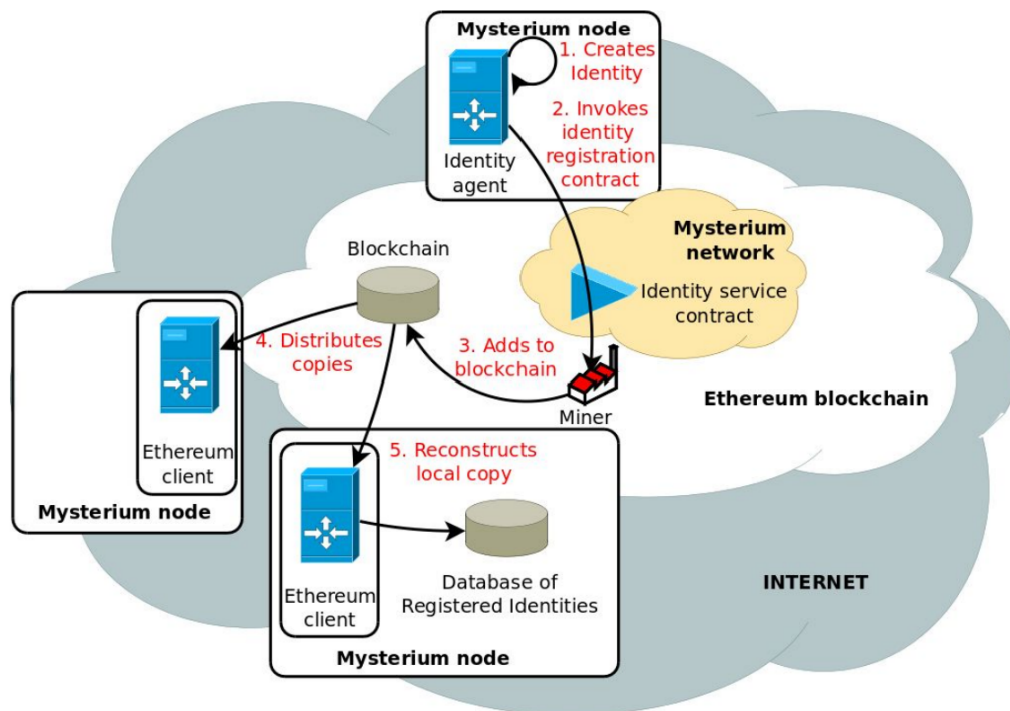 Mysterium node
1. Creates
Identity
2. Invokes
identity
registration
contract
Identity
agent
Mysterium
network
Identity service
contract
Blockchain
4. Distributes
copies
3. Adds to
blockchain
Miner
Ethereum blockchain
Ethereum
client
Mysterium node
5. Reconstructs
local copy
Ethereum
client
Database of
Registered Identities
Mysterium node
INTERNET